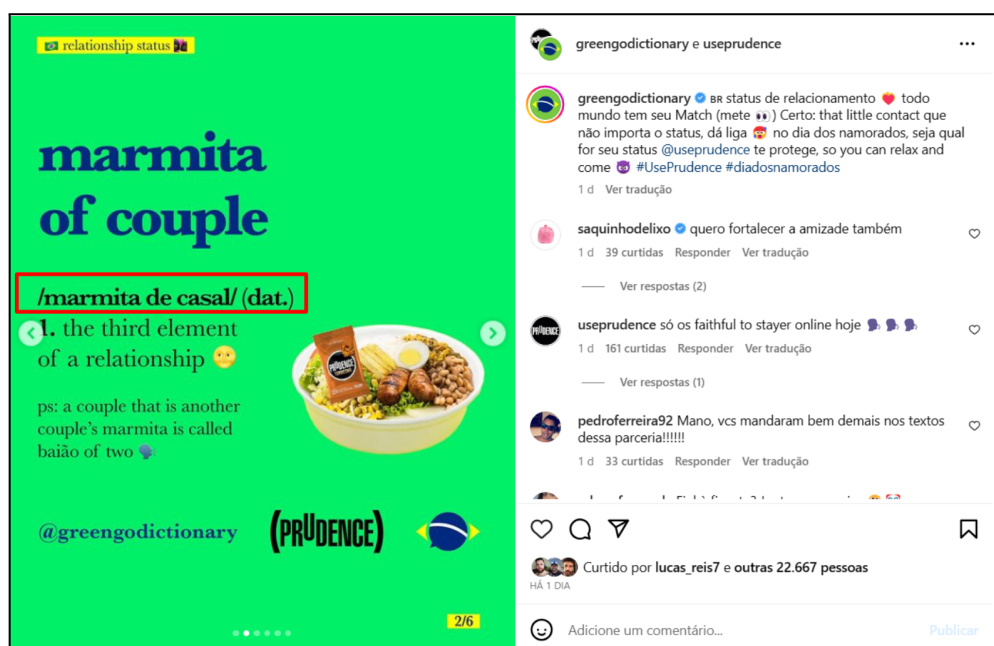 relationship status
marmita
of couple
/marmita de casal/ (dat.)
1. the third element
of a relationship
ps: a couple that is another
couple's marmita is called
baião of two
@greengodictionary
(PRUDENCE)
2/6
PRUDENCE
greengodictionary e useprudence
greengodictionary BR status de relacionamento ❤️‍🔥 todo
mundo tem seu Match (mete 👀) Certo: that little contact que
não importa o status, dá liga 🥵 no dia dos namorados, seja qual
for seu status @useprudence te protege, so you can relax and
come 😈 #UsePrudence #diadosnamorados
1 d Ver tradução
saquinhodelixo quero fortalecer a amizade também
1 d 39 curtidas Responder Ver tradução
Ver respostas (2)
PRUDENCE
useprudence só os faithful to stayer online hoje 🗣️ 🗣️ 🗣️
1 d 161 curtidas Responder Ver tradução
Ver respostas (1)
pedroferreira92 Mano, vcs mandaram bem demais nos textos
dessa parceria!!!!!!
1 d 33 curtidas Responder Ver tradução
Curtido por lucas_reis7 e outras 22.667 pessoas
HÁ 1 DIA
Adicione um comentário...
Publicar